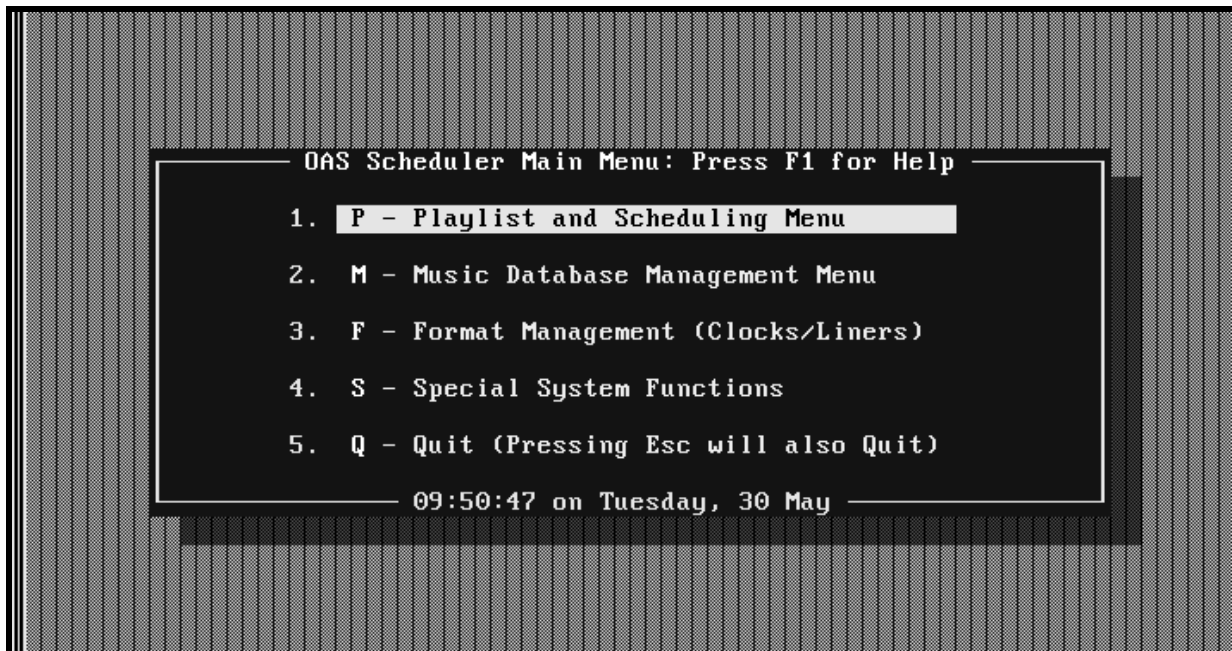 OAS Scheduler Main Menu: Press F1 for Help
1. P - Playlist and Scheduling Menu
2. M - Music Database Management Menu
3. F - Format Management (Clocks/Liners)
4. S - Special System Functions
5. Q - Quit (Pressing Esc will also Quit)
09:50:47 on Tuesday, 30 May